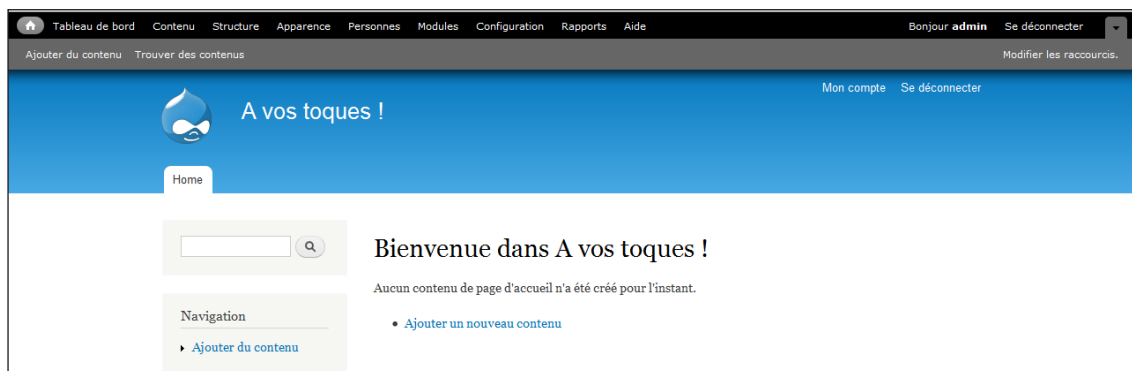 Tableau de bord Contenu Structure Apparence Personnes Modules Configuration Rapports Aide Bonjour admin Se déconnecter
Ajouter du contenu Trouver des contenus Modifier les raccourcis.
Mon compte Se déconnecter
A vos toques !
Home
Bienvenue dans A vos toques !
Aucun contenu de page d'accueil n'a été créé pour l'instant.
Ajouter un nouveau contenu
Navigation
Ajouter du contenu